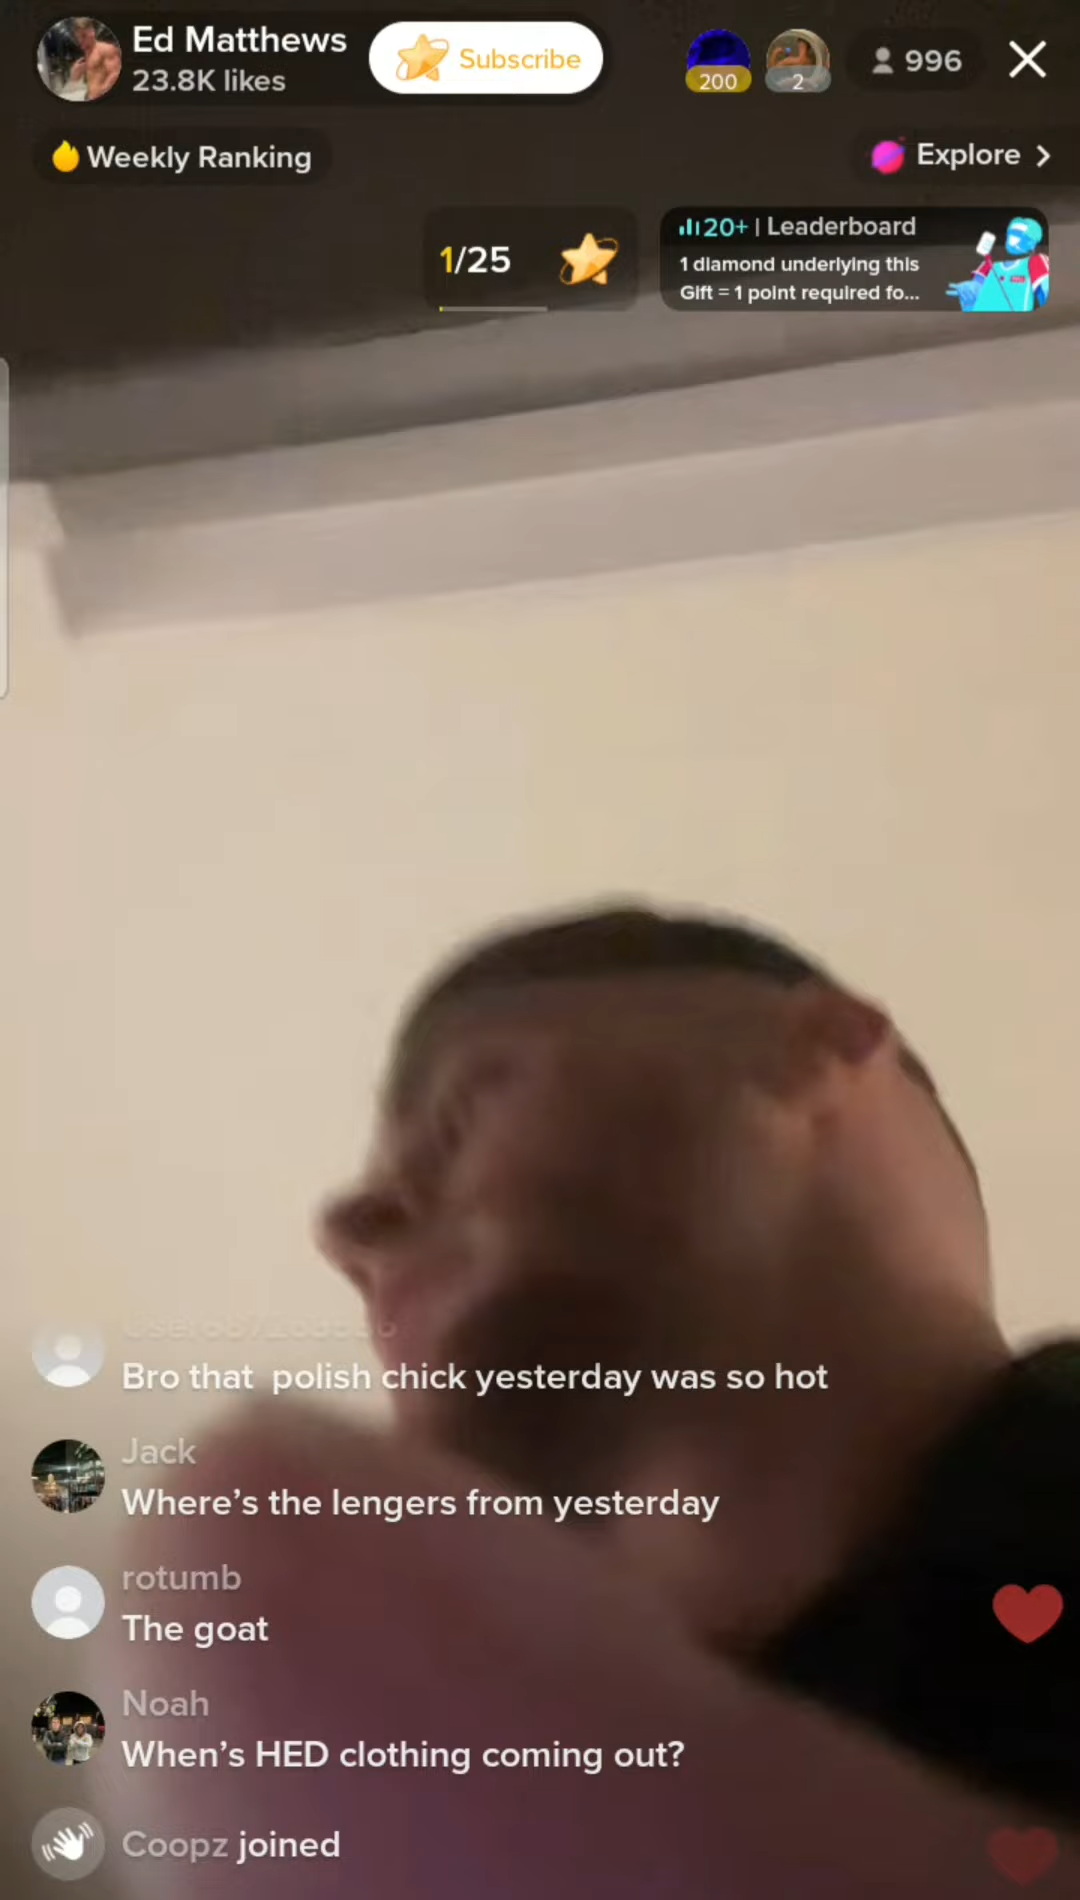 Ed Matthews
23.8K likes
Subscribe
200
2
996
Weekly Ranking
Explore
1/25
20+ | Leaderboard
1 diamond underlying this
Gift = 1 point required fo...
Bro that  polish chick yesterday was so hot
Jack
Where’s the lengers from yesterday
rotumb
The goat
Noah
When’s HED clothing coming out?
Coopz joined